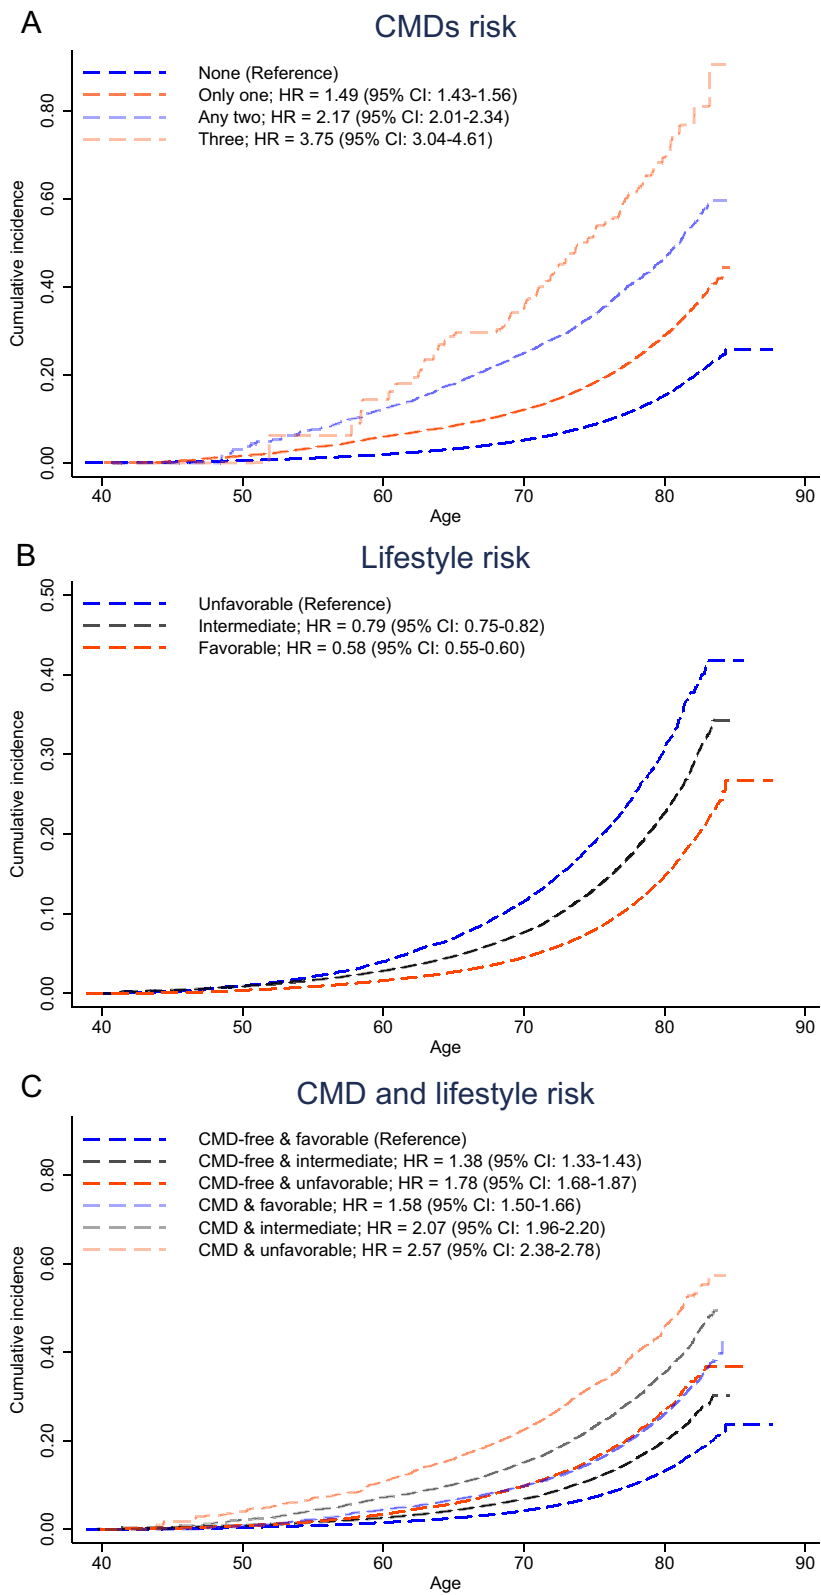 A
CMDs risk
None (Reference)
Only one; HR = 1.49 (95% CI: 1.43-1.56)
Any two; HR = 2.17 (95% CI: 2.01-2.34)
Three; HR = 3.75 (95% CI: 3.04-4.61)
Cumulative incidence
0.80
0.60
0.40
0.20
0.00
40 50 60 70 80 90
Age
B
Lifestyle risk
Unfavorable (Reference)
Intermediate; HR = 0.79 (95% CI: 0.75-0.82)
Favorable; HR = 0.58 (95% CI: 0.55-0.60)
Cumulative incidence
0.50
0.40
0.30
0.20
0.10
0.00
40 50 60 70 80 90
Age
C
CMD and lifestyle risk
CMD-free & favorable (Reference)
CMD-free & intermediate; HR = 1.38 (95% CI: 1.33-1.43)
CMD-free & unfavorable; HR = 1.78 (95% CI: 1.68-1.87)
CMD & favorable; HR = 1.58 (95% CI: 1.50-1.66)
CMD & intermediate; HR = 2.07 (95% CI: 1.96-2.20)
CMD & unfavorable; HR = 2.57 (95% CI: 2.38-2.78)
Cumulative incidence
0.80
0.60
0.40
0.20
0.00
40 50 60 70 80 90
Age